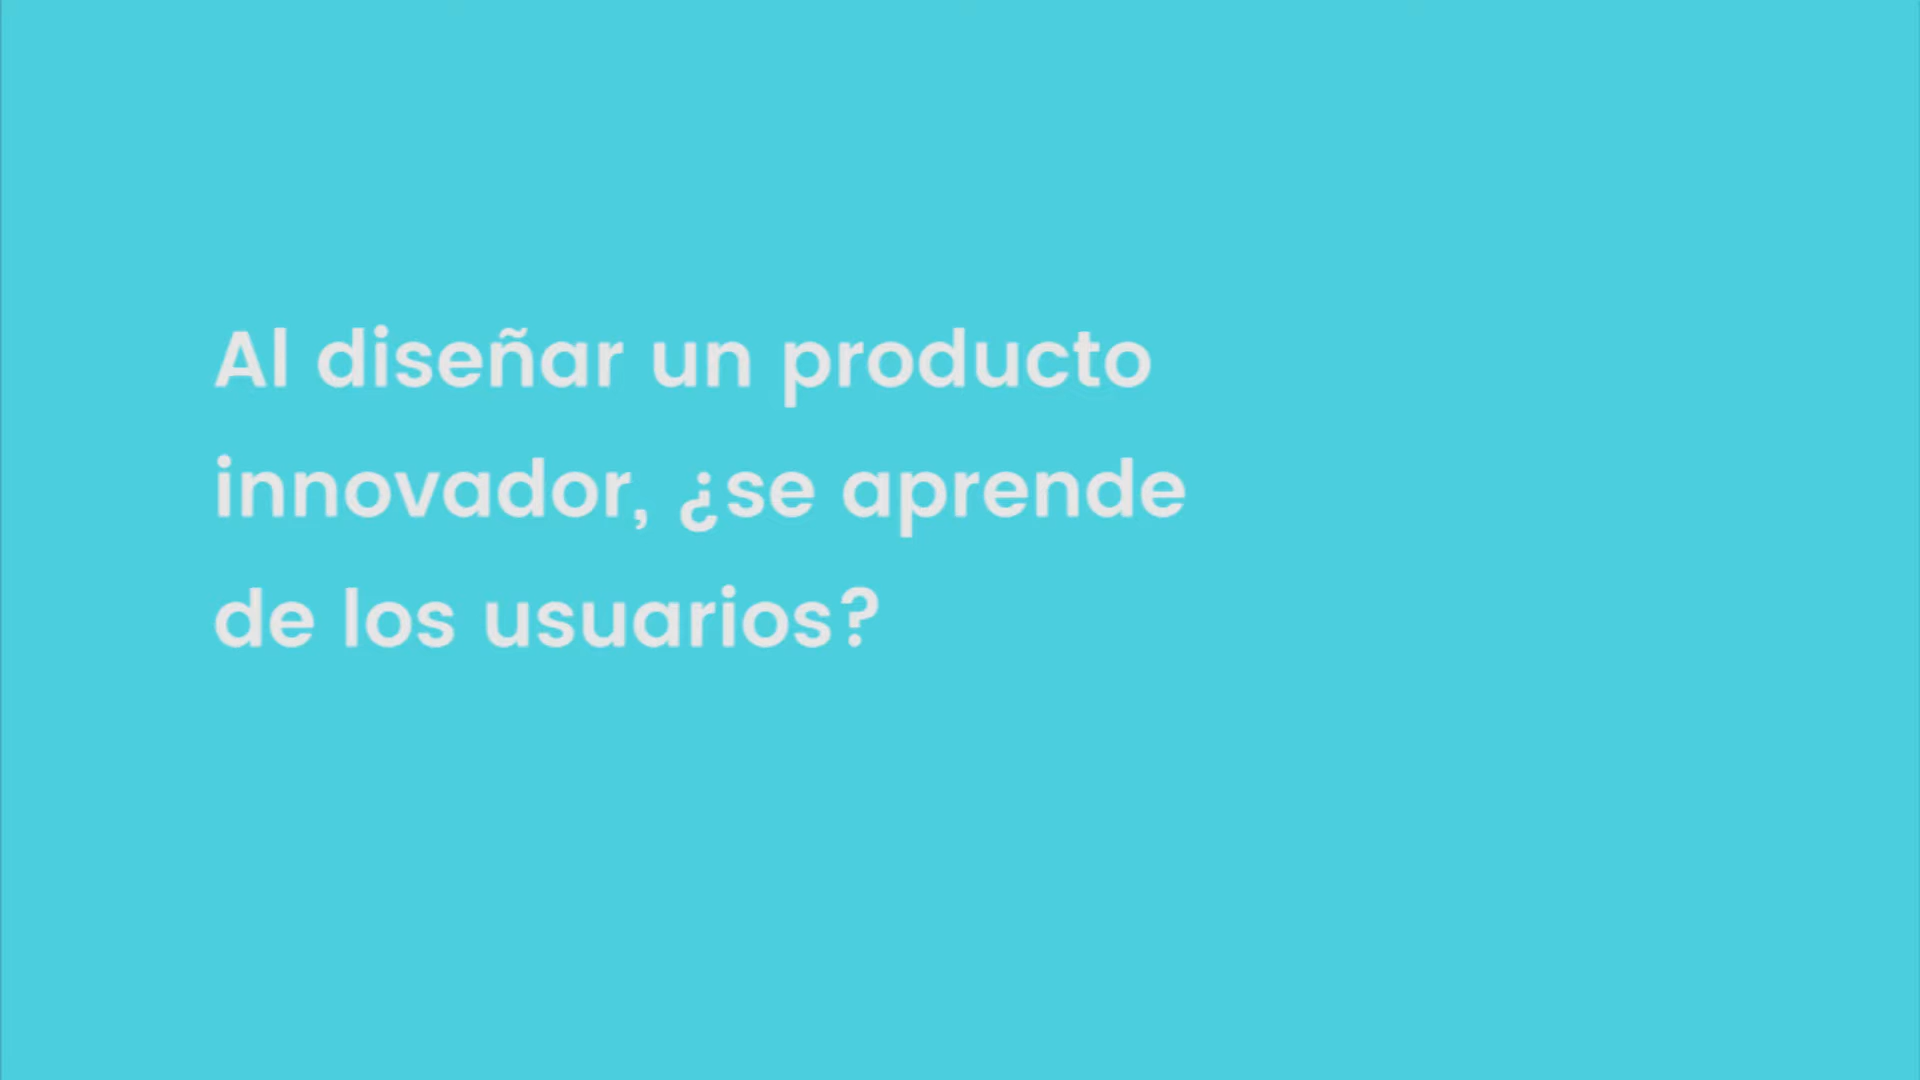 Al diseñar un producto
innovador, ¿se aprende
de los usuarios?